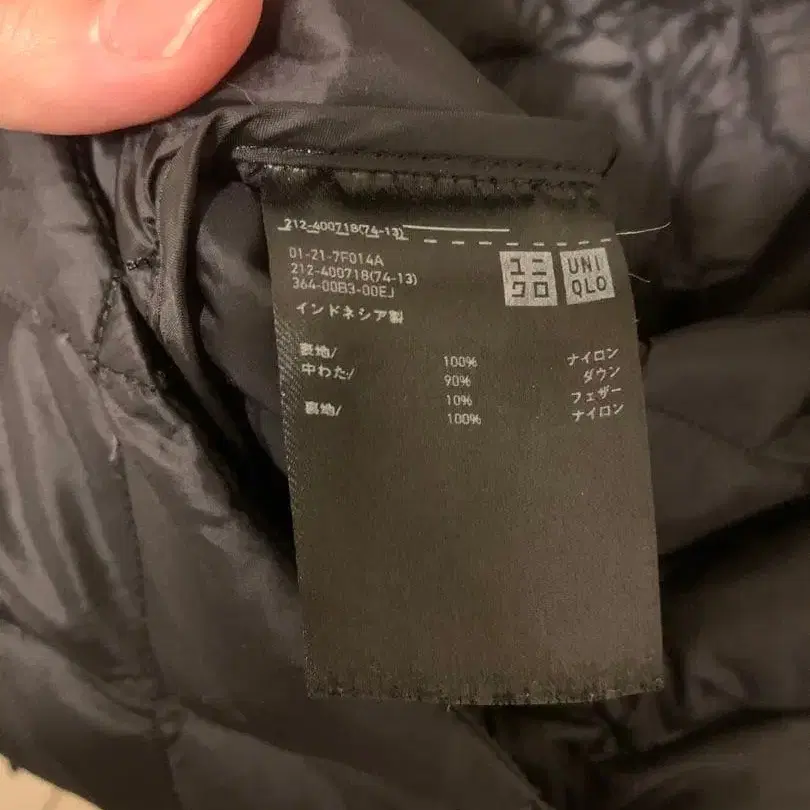 212-400718(74-13)
01-21-7F014A
212-400718(74-13)
364-00B3-00EJ
ユニクロ
UNIQLO
インドネシア製
表地/ 100% ナイロン
中わた/ 90% ダウン
10% フェザー
裏地/ 100% ナイロン